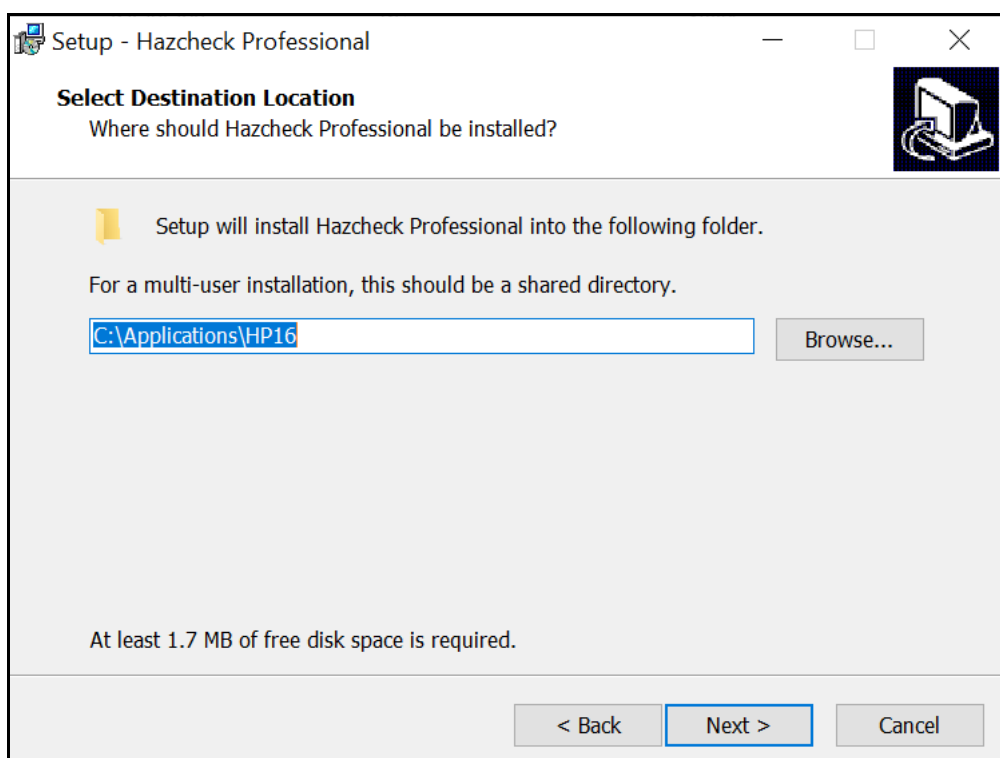 Setup - Hazcheck Professional
Select Destination Location
Where should Hazcheck Professional be installed?
Setup will install Hazcheck Professional into the following folder.
For a multi-user installation, this should be a shared directory.
C:\Applications\HP16
Browse...
At least 1.7 MB of free disk space is required.
< Back Next > Cancel